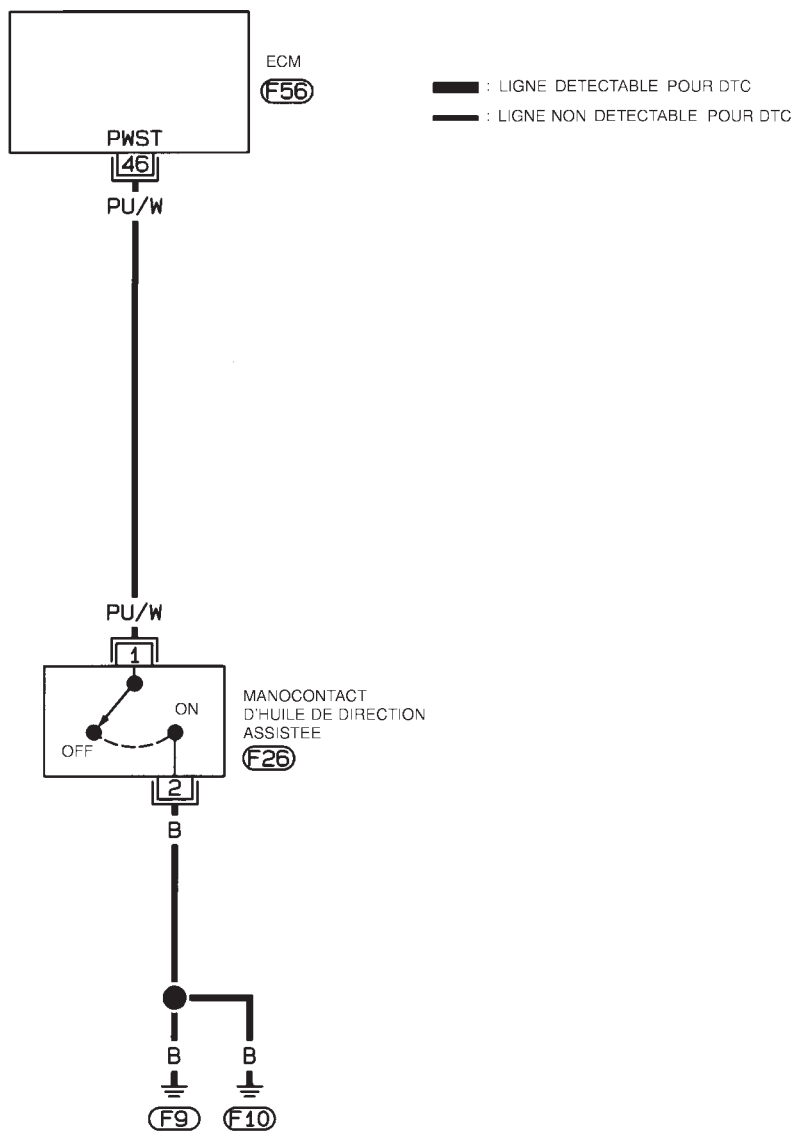 ECM
F56
: LIGNE DETECTABLE POUR DTC
: LIGNE NON DETECTABLE POUR DTC
PWST
46
PU/W
PU/W
1
MANOCONTACT
D'HUILE DE DIRECTION
ASSISTEE
F26
ON
OFF
2
B
B
B
F9
F10